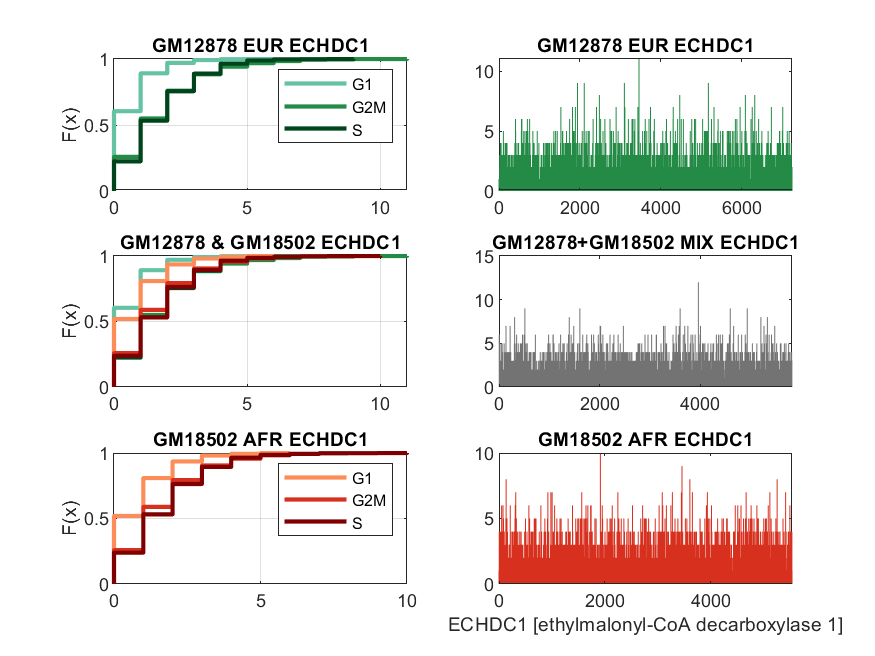 GM12878 EUR ECHDC1
F(x)
1
0.5
0
0
5
10
G1
G2M
S
GM12878 EUR ECHDC1
10
5
0
0
2000
4000
6000
GM12878 & GM18502 ECHDC1
F(x)
1
0.5
0
0
5
10
GM12878+GM18502 MIX ECHDC1
15
10
5
0
0
2000
4000
GM18502 AFR ECHDC1
F(x)
1
0.5
0
0
5
10
G1
G2M
S
GM18502 AFR ECHDC1
10
5
0
0
2000
4000
ECHDC1 [ethylmalonyl-CoA decarboxylase 1]